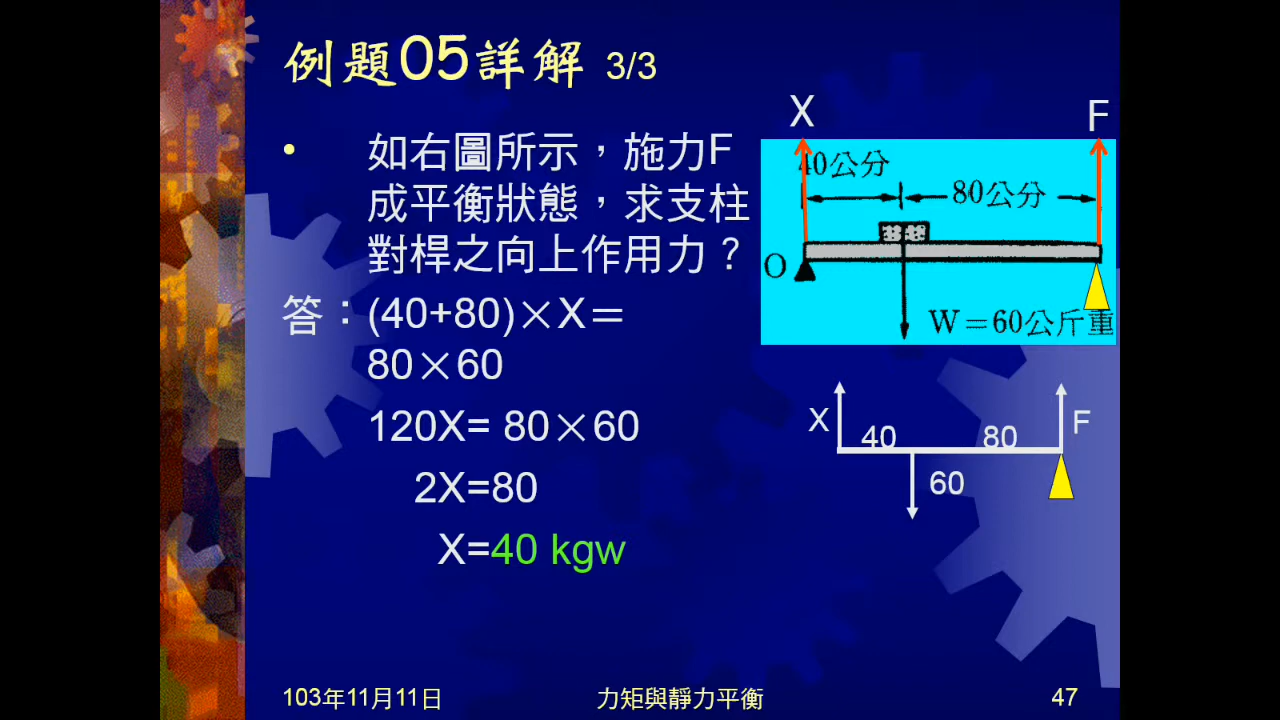 例題05詳解 3/3
• 如右圖所示，施力F
成平衡狀態，求支柱
對桿之向上作用力？
答：(40+80)×X＝
80×60
120X= 80×60
2X=80
X=40 kgw
X
F
40公分
80公分
O
W＝60公斤重
X
40
80
F
60
103年11月11日
力矩與靜力平衡
47